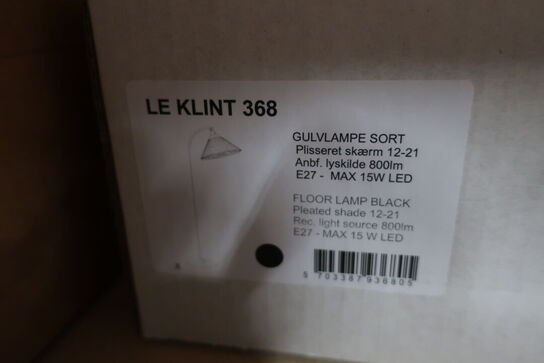 LE KLINT 368
GULVLAMPE SORT
Plisseret skærm 12-21
Anbf. lyskilde 800lm
E27 - MAX 15W LED
FLOOR LAMP BLACK
Pleated shade 12-21
Rec. light source 800lm
E27 - MAX 15 W LED
5 703387 936805